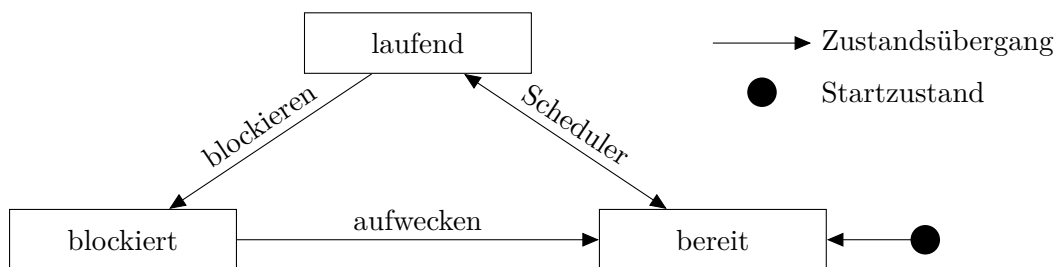 laufend
Zustandsübergang
Startzustand
blockieren
Scheduler
blockiert
aufwecken
bereit